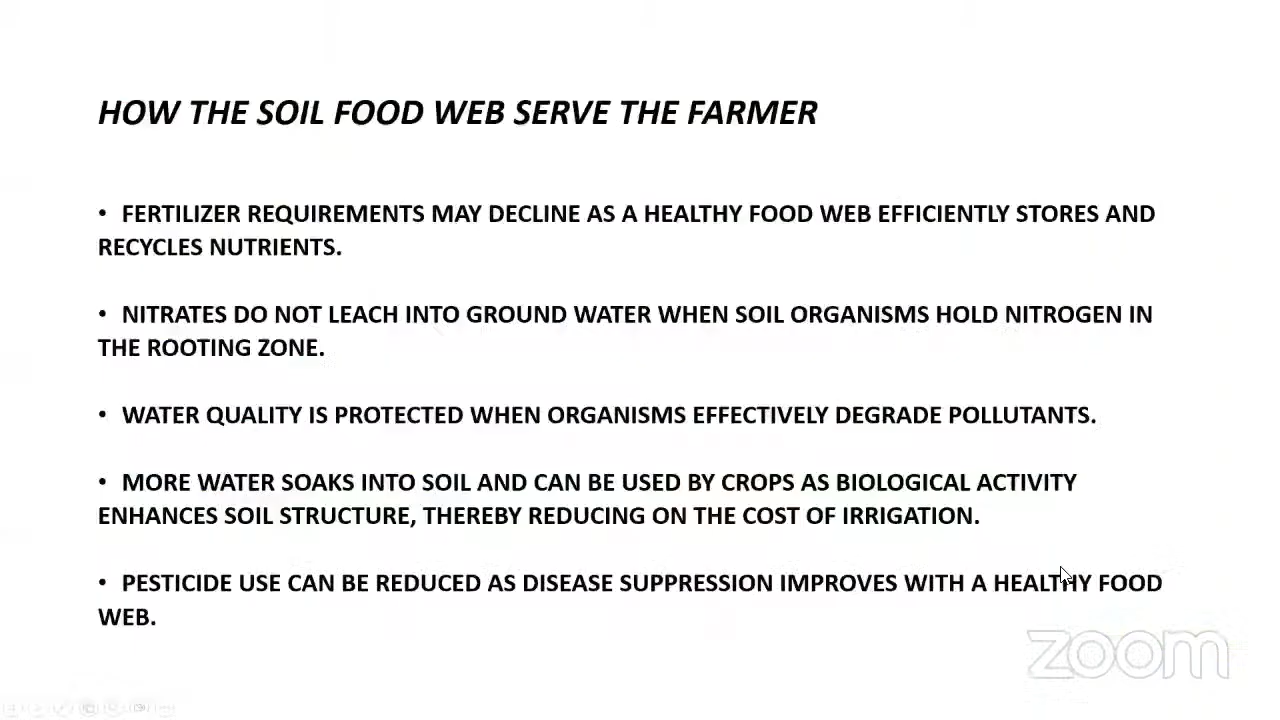 HOW THE SOIL FOOD WEB SERVE THE FARMER
• FERTILIZER REQUIREMENTS MAY DECLINE AS A HEALTHY FOOD WEB EFFICIENTLY STORES AND
RECYCLES NUTRIENTS.
• NITRATES DO NOT LEACH INTO GROUND WATER WHEN SOIL ORGANISMS HOLD NITROGEN IN
THE ROOTING ZONE.
• WATER QUALITY IS PROTECTED WHEN ORGANISMS EFFECTIVELY DEGRADE POLLUTANTS.
• MORE WATER SOAKS INTO SOIL AND CAN BE USED BY CROPS AS BIOLOGICAL ACTIVITY
ENHANCES SOIL STRUCTURE, THEREBY REDUCING ON THE COST OF IRRIGATION.
• PESTICIDE USE CAN BE REDUCED AS DISEASE SUPPRESSION IMPROVES WITH A HEALTHY FOOD
WEB.
zoom